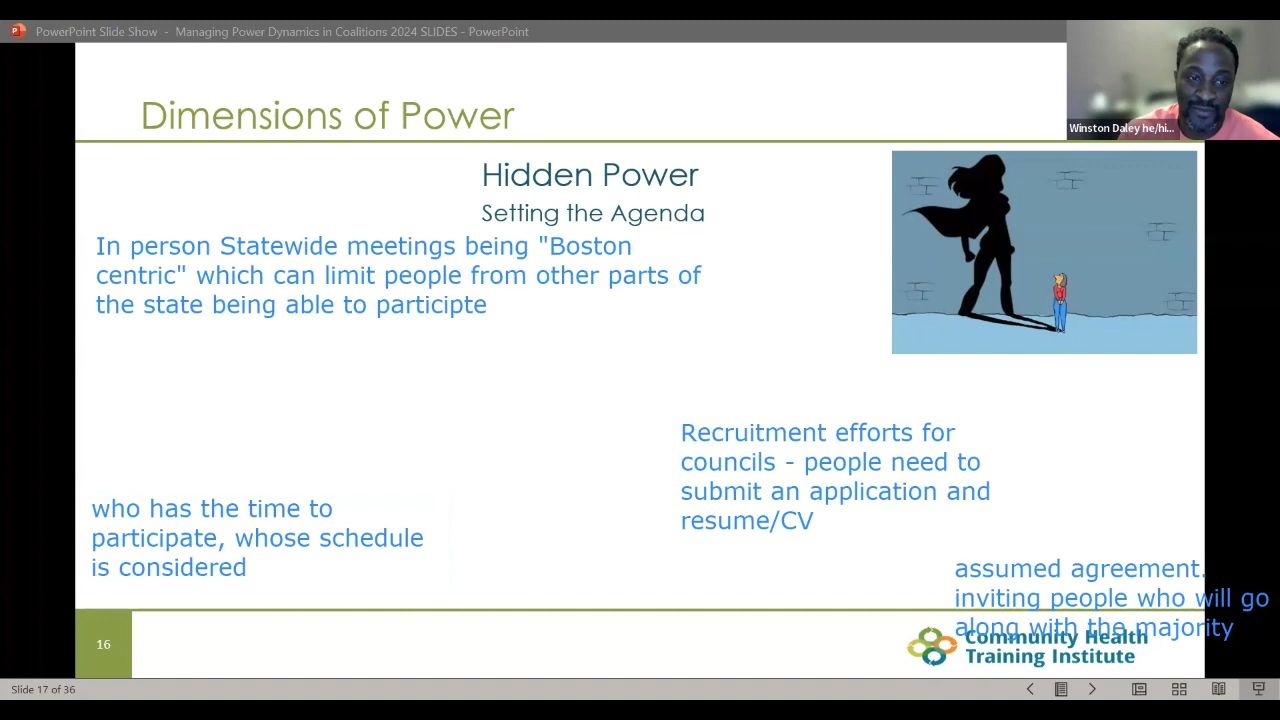 PowerPoint Slide Show - Managing Power Dynamics in Coalitions 2024 SLIDES - PowerPoint
Winston Daley he/hi...
Dimensions of Power
Hidden Power
Setting the Agenda
In person Statewide meetings being "Boston
centric" which can limit people from other parts of
the state being able to participte
Recruitment efforts for
councils - people need to
submit an application and
resume/CV
who has the time to
participate, whose schedule
is considered
assumed agreement.
inviting people who will go
along with the majority
16
Community Health
Training Institute
Slide 17 of 36